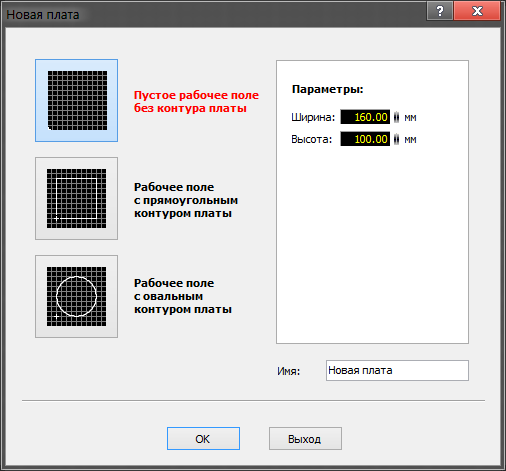 Новая плата
?
Пустое рабочее поле
без контура платы
Рабочее поле
с прямоугольным
контуром платы
Рабочее поле
с овальным
контуром платы
Параметры:
Ширина: 160.00 мм
Высота: 100.00 мм
Имя: Новая плата
OK Выход